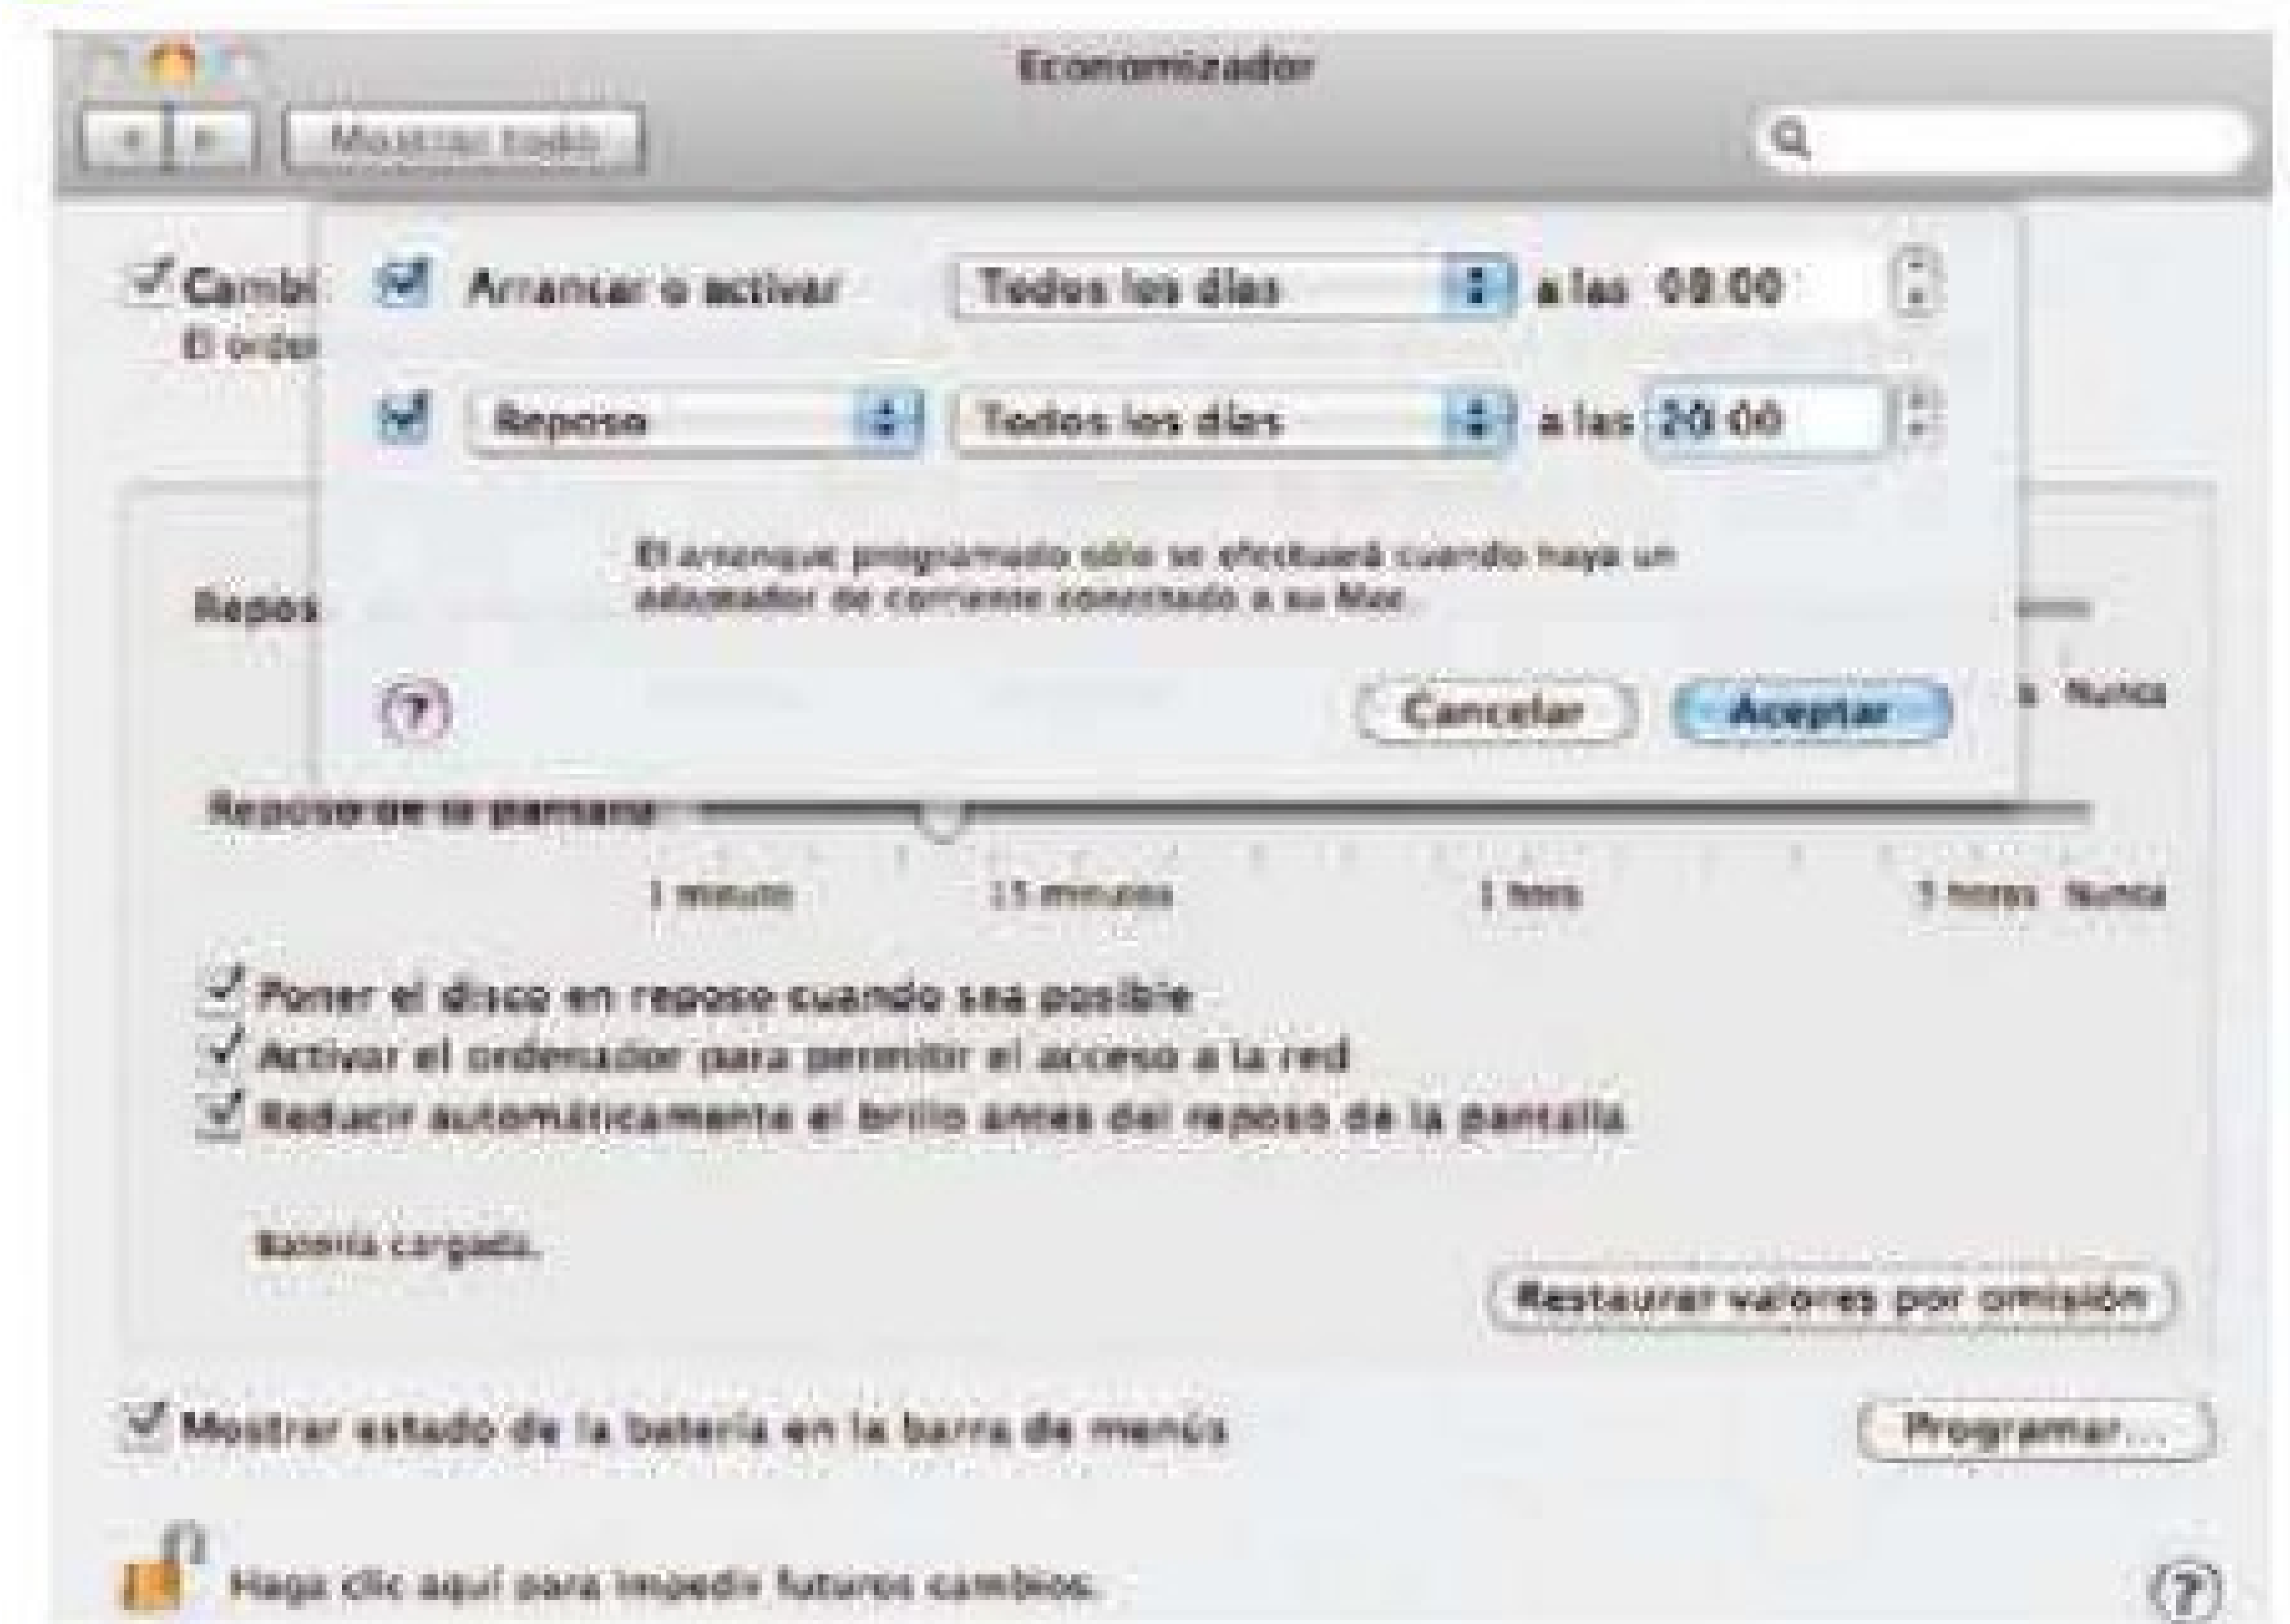 Economizador
Mostrar todo
Cambi
Arrancar o activar Todos los días a las 08:00
El orden
Reposo Todos los días a las 20:00
El arranque programado sólo se efectuará cuando haya un
adaptador de corriente conectado a su Mac.
Repos
? Cancelar Aceptar
Nunca
Reposo de la pantalla
1 minuto 15 minutos 1 hora 3 horas Nunca
Poner el disco en reposo cuando sea posible
Activar el ordenador para permitir el acceso a la red
Reducir automáticamente el brillo antes del reposo de la pantalla
Batería cargada.
Restaurar valores por omisión
Mostrar estado de la batería en la barra de menús Programar...
Haga clic aquí para impedir futuros cambios. ?